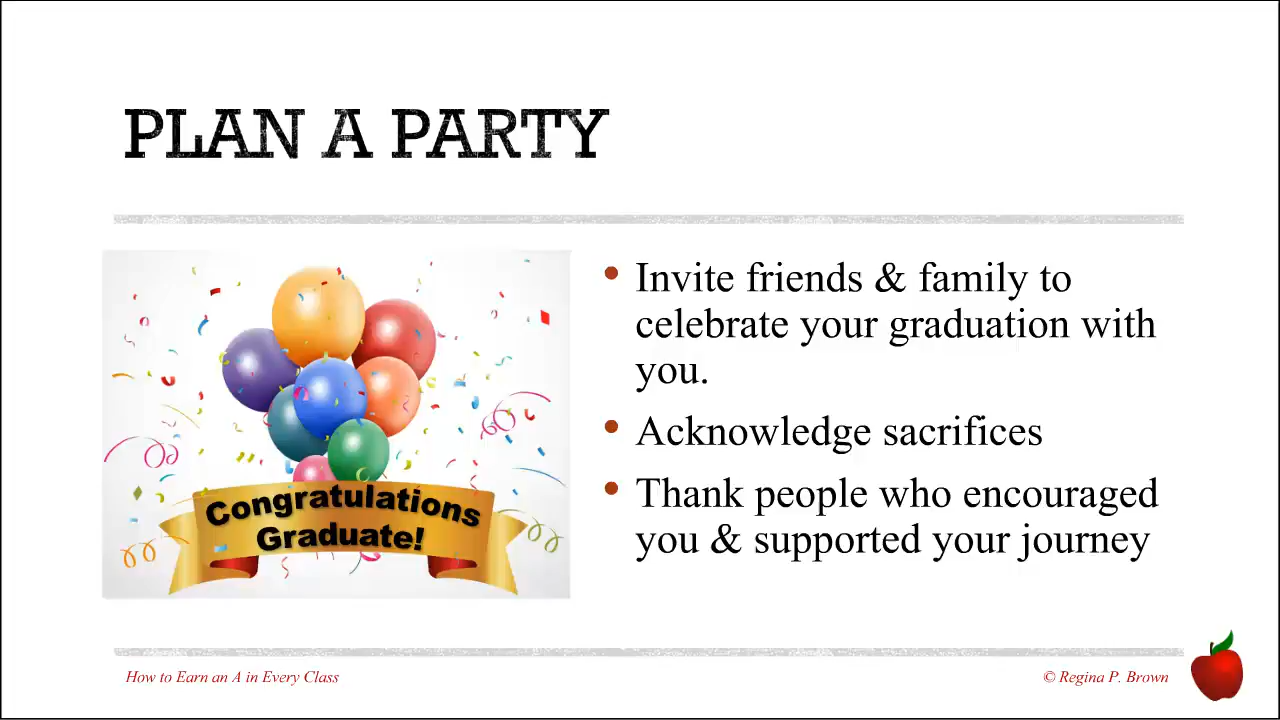 PLAN A PARTY
• Invite friends & family to
celebrate your graduation with
you.
• Acknowledge sacrifices
• Thank people who encouraged
you & supported your journey
Congratulations
Graduate!
How to Earn an A in Every Class
© Regina P. Brown